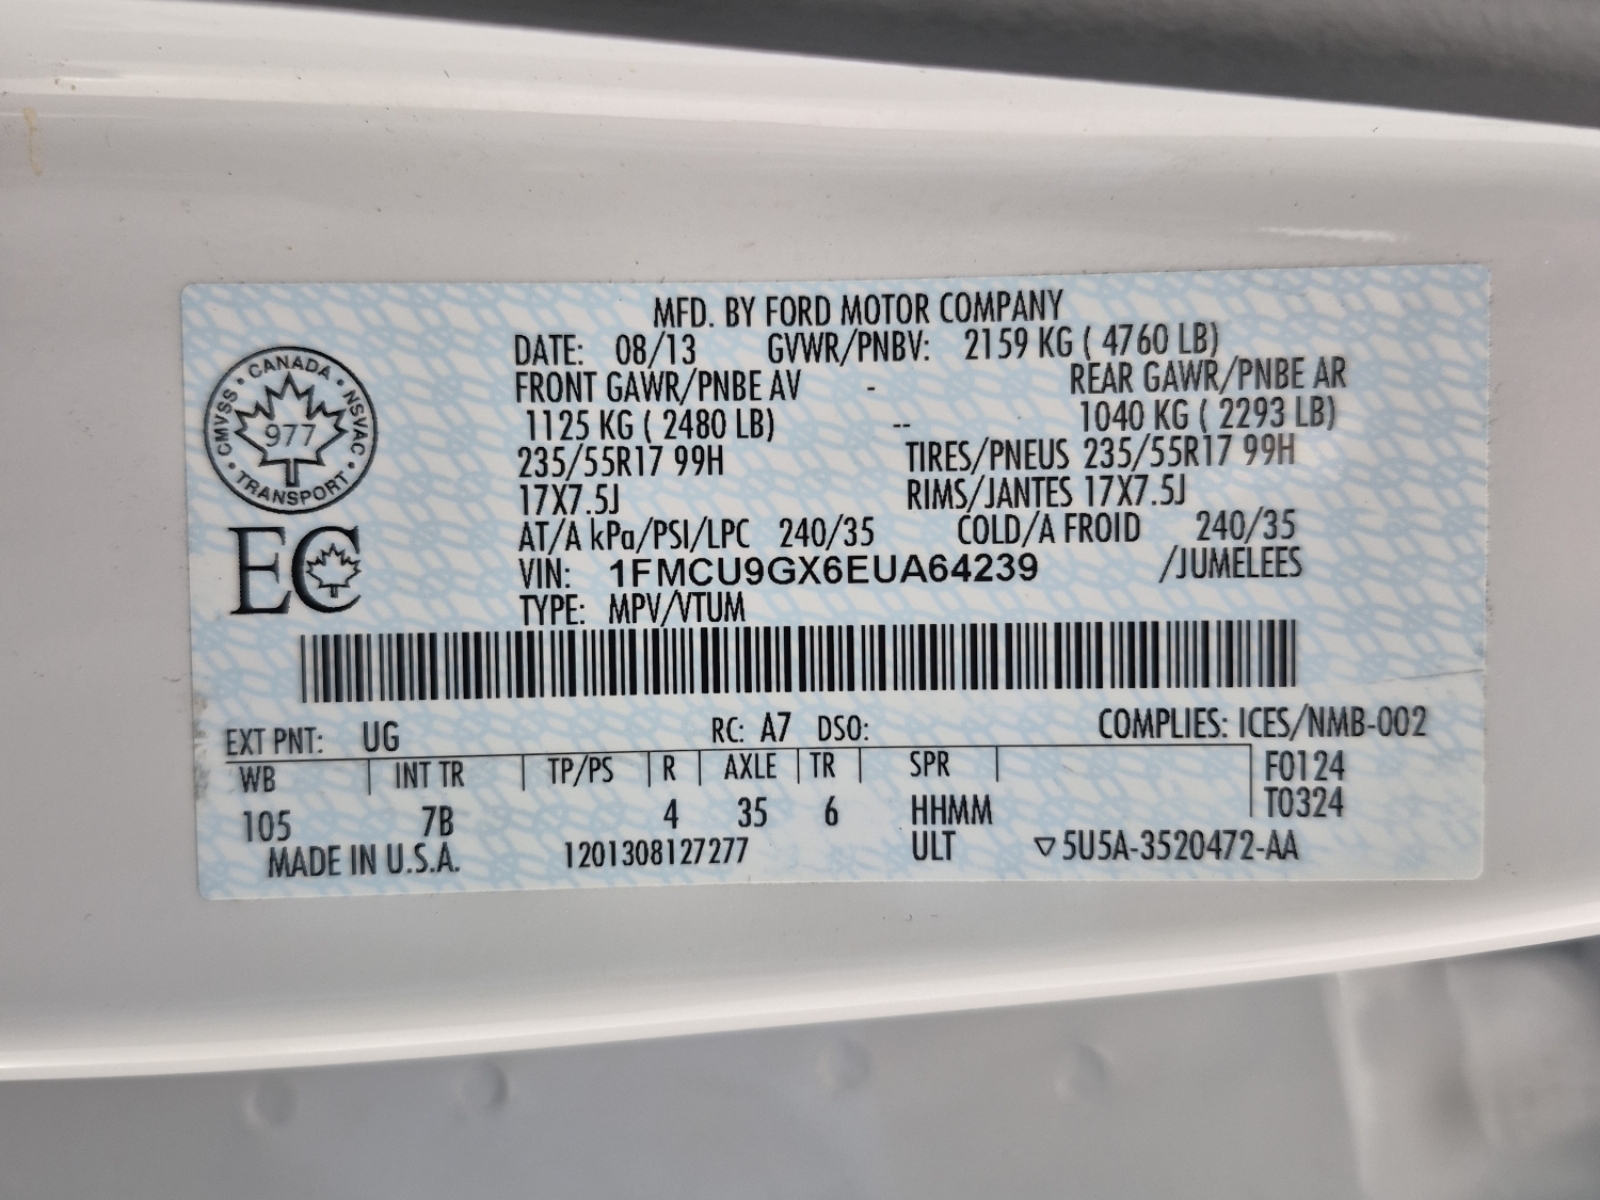 MFD. BY FORD MOTOR COMPANY
DATE: 08/13 GVWR/PNBV: 2159 KG ( 4760 LB)
FRONT GAWR/PNBE AV - REAR GAWR/PNBE AR
1125 KG ( 2480 LB) -- 1040 KG ( 2293 LB)
235/55R17 99H TIRES/PNEUS 235/55R17 99H
17X7.5J RIMS/JANTES 17X7.5J
AT/A kPa/PSI/LPC 240/35 COLD/A FROID 240/35
VIN: 1FMCU9GX6EUA64239 /JUMELEES
TYPE: MPV/VTUM
CANADA • NSVAC • TRANSPORT • CMVSS •
977
EC
EXT PNT: UG RC: A7 DSO: COMPLIES: ICES/NMB-002
WB | INT TR | TP/PS | R | AXLE | TR | SPR | F0124
105 7B 4 35 6 HHMM T0324
MADE IN U.S.A. 1201308127277 ULT ▽5U5A-3520472-AA